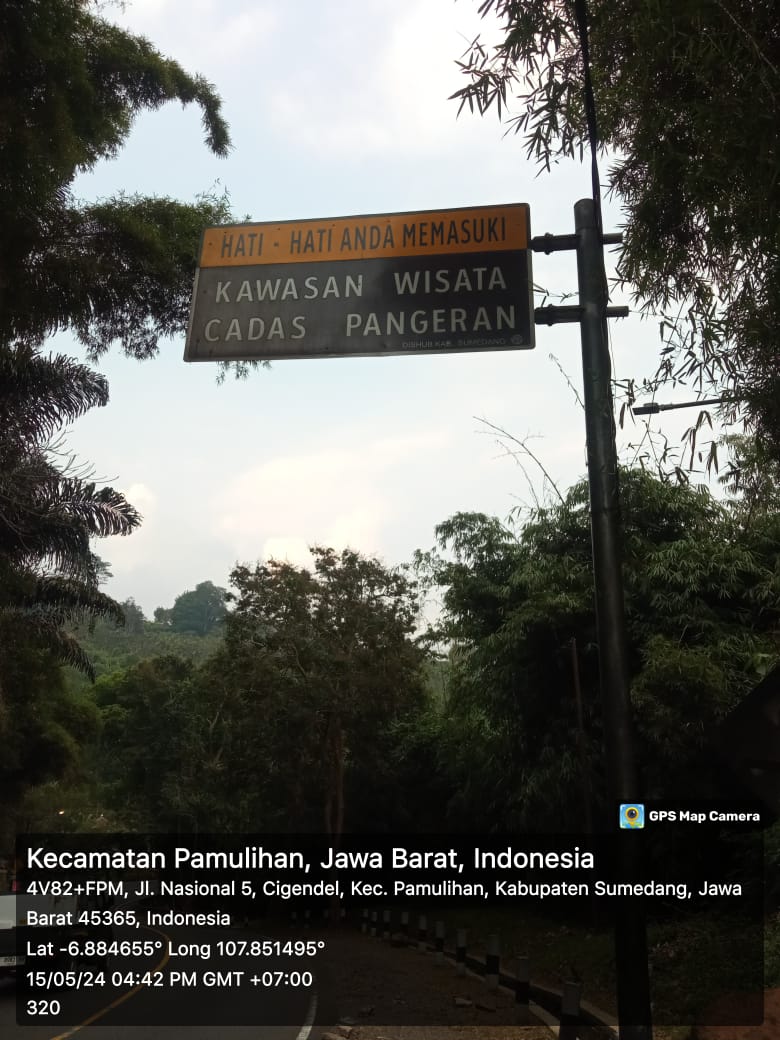 HATI - HATI ANDA MEMASUKI
KAWASAN WISATA
CADAS PANGERAN
DISHUB KAB. SUMEDANG
GPS Map Camera
Kecamatan Pamulihan, Jawa Barat, Indonesia
4V82+FPM, Jl. Nasional 5, Cigendel, Kec. Pamulihan, Kabupaten Sumedang, Jawa
Barat 45365, Indonesia
Lat -6.884655° Long 107.851495°
15/05/24 04:42 PM GMT +07:00
320